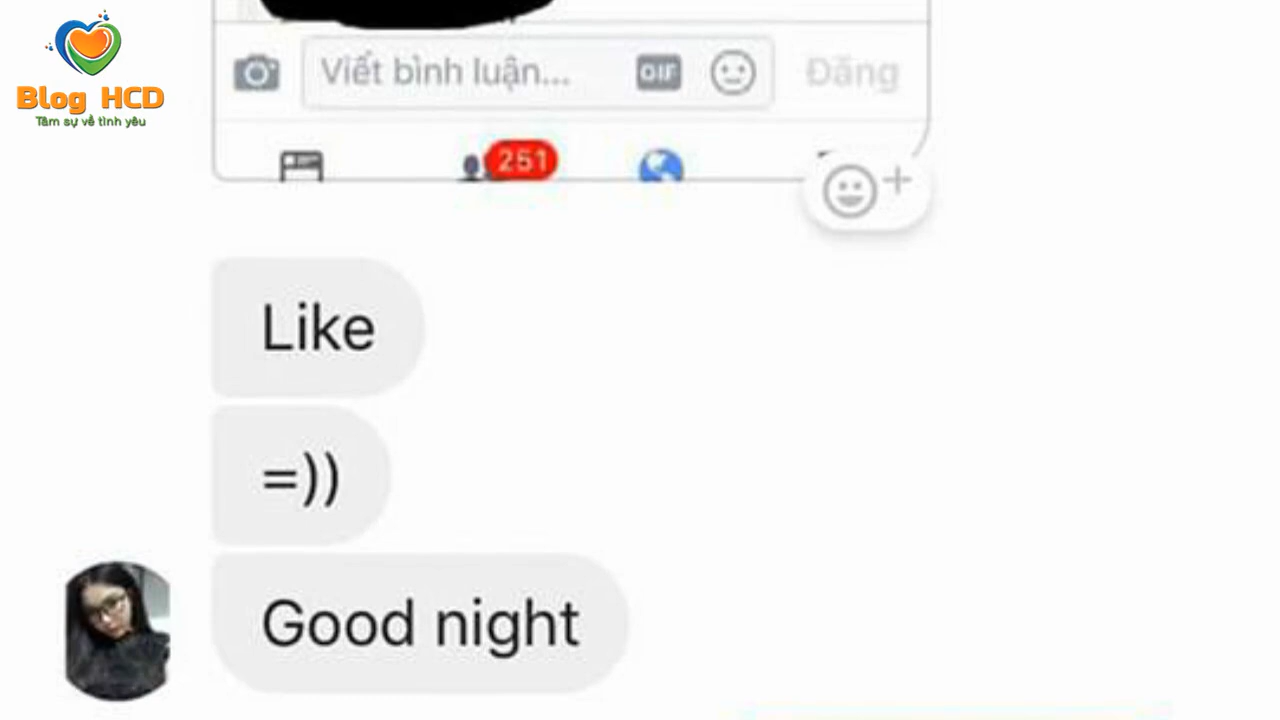 Blog HCD
Tâm sự về tình yêu
Viết bình luận...
GIF
Đăng
251
Like
=))
Good night